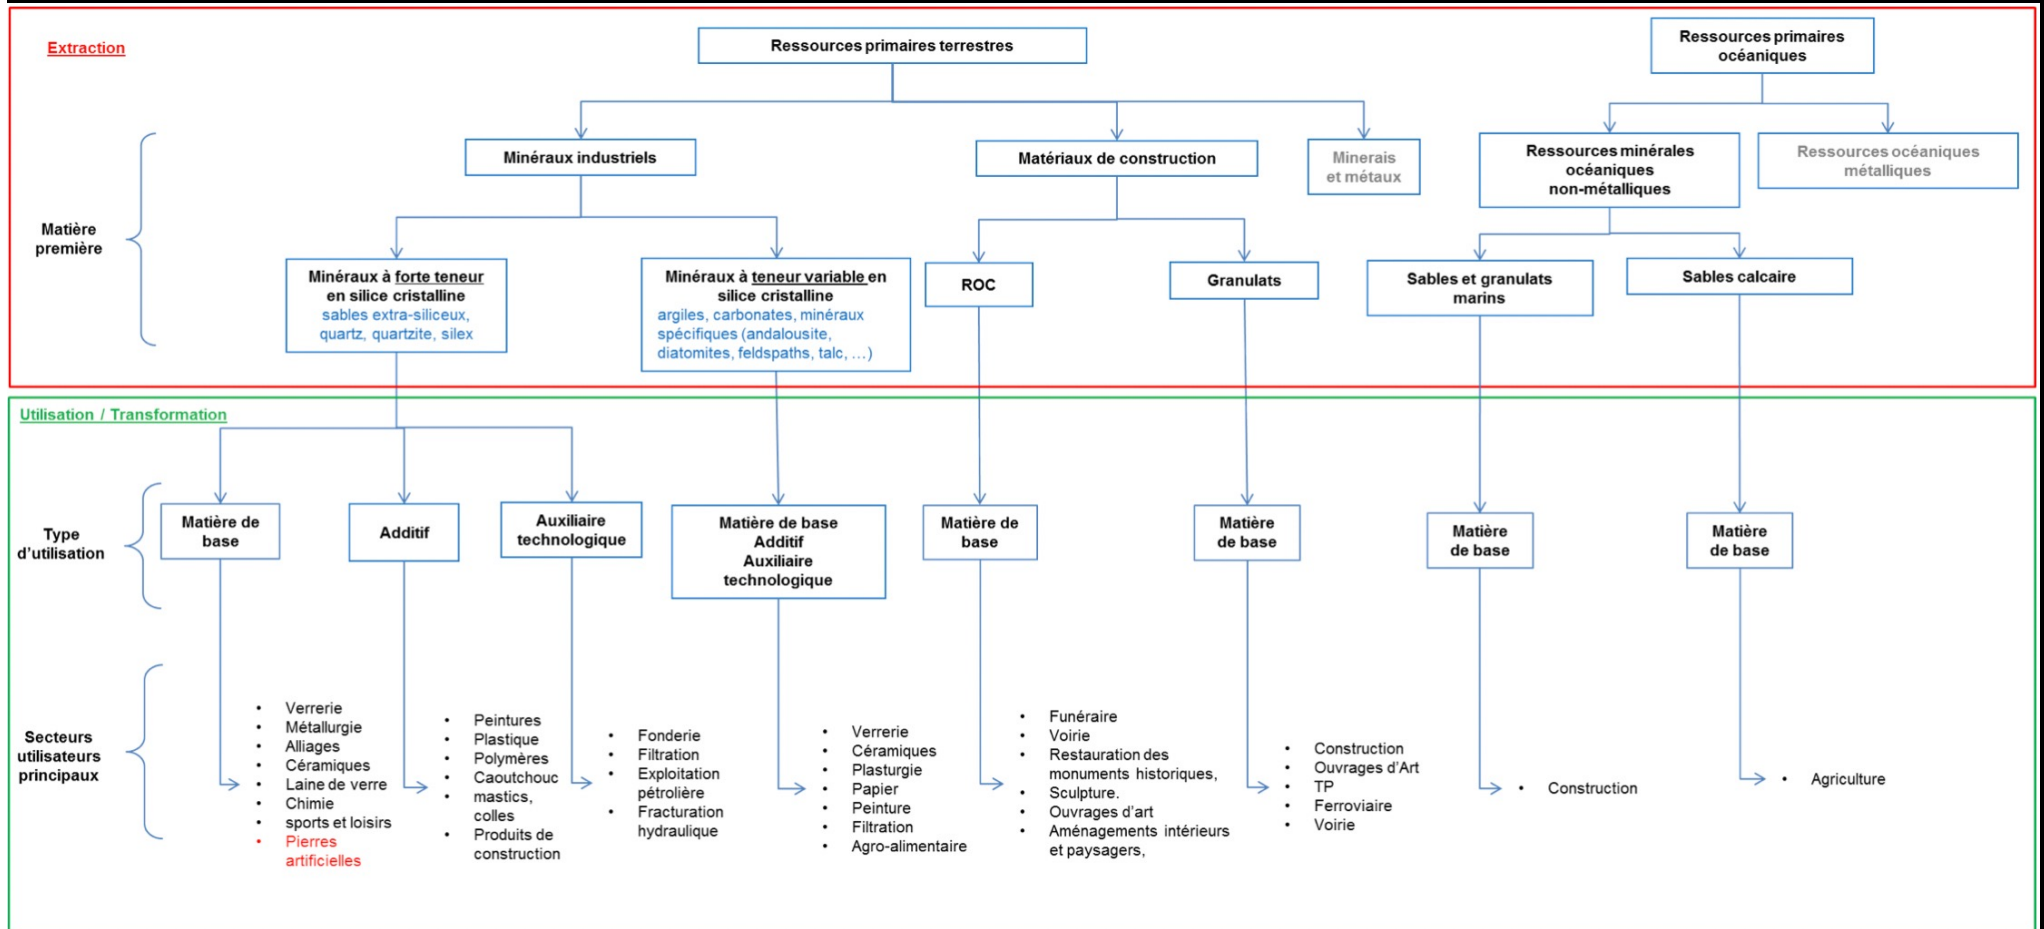 Extraction
Ressources primaires terrestres
Ressources primaires
océaniques
Matière
première
Minéraux industriels
Matériaux de construction
Minerais
et métaux
Ressources minérales
océaniques
non-métalliques
Ressources océaniques
métalliques
Minéraux à forte teneur
en silice cristalline
sables extra-siliceux,
quartz, quartzite, silex
Minéraux à teneur variable en
silice cristalline
argiles, carbonates, minéraux
spécifiques (andalousite,
diatomites, feldspaths, talc, ...)
ROC
Granulats
Sables et granulats
marins
Sables calcaire
Utilisation / Transformation
Type
d'utilisation
Matière de
base
Additif
Auxiliaire
technologique
Matière de base
Additif
Auxiliaire
technologique
Matière de
base
Matière
de base
Matière
de base
Matière
de base
Secteurs
utilisateurs
principaux
• Verrerie
• Métallurgie
• Alliages
• Céramiques
• Laine de verre
• Chimie
• sports et loisirs
• Pierres
artificielles
• Peintures
• Plastique
• Polymères
• Caoutchouc
• mastics,
colles
• Produits de
construction
• Fonderie
• Filtration
• Exploitation
pétrolière
• Fracturation
hydraulique
• Verrerie
• Céramiques
• Plasturgie
• Papier
• Peinture
• Filtration
• Agro-alimentaire
• Funéraire
• Voirie
• Restauration des
monuments historiques,
• Sculpture.
• Ouvrages d'art
• Aménagements intérieurs
et paysagers,
• Construction
• Ouvrages d'Art
• TP
• Ferroviaire
• Voirie
• Construction
• Agriculture